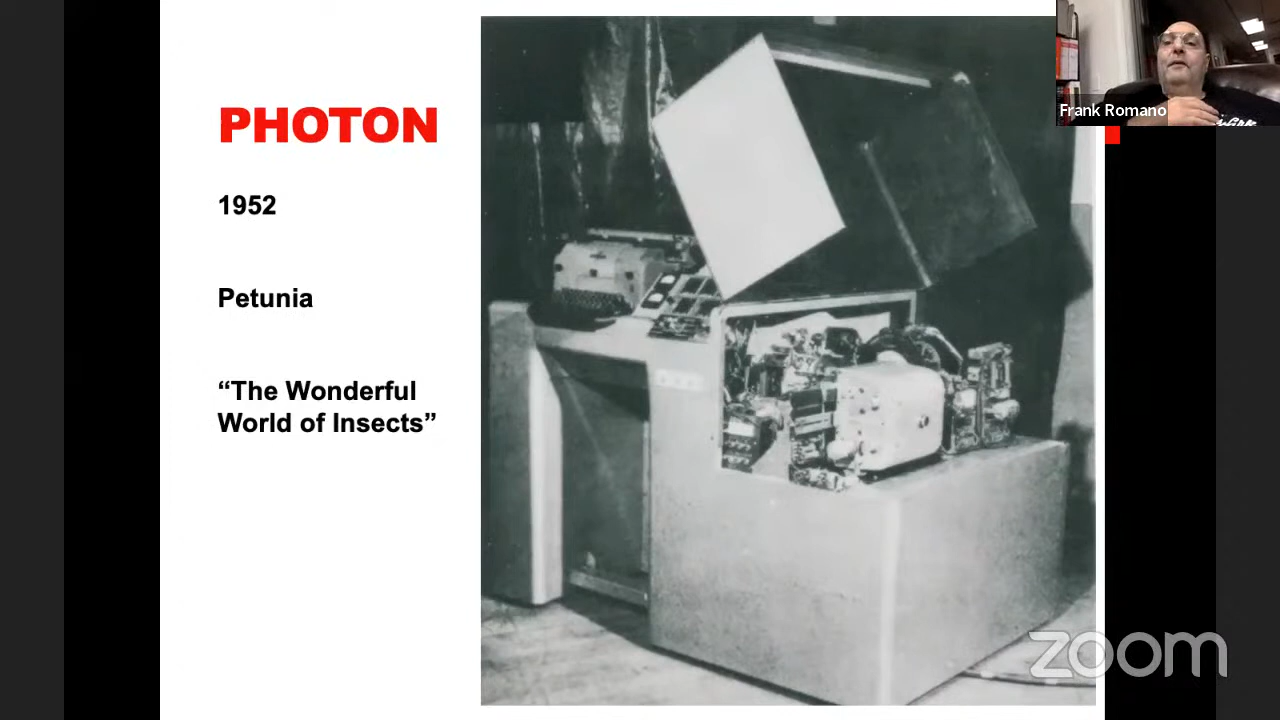 PHOTON
1952
Petunia
“The Wonderful
World of Insects”
Frank Romano
zoom